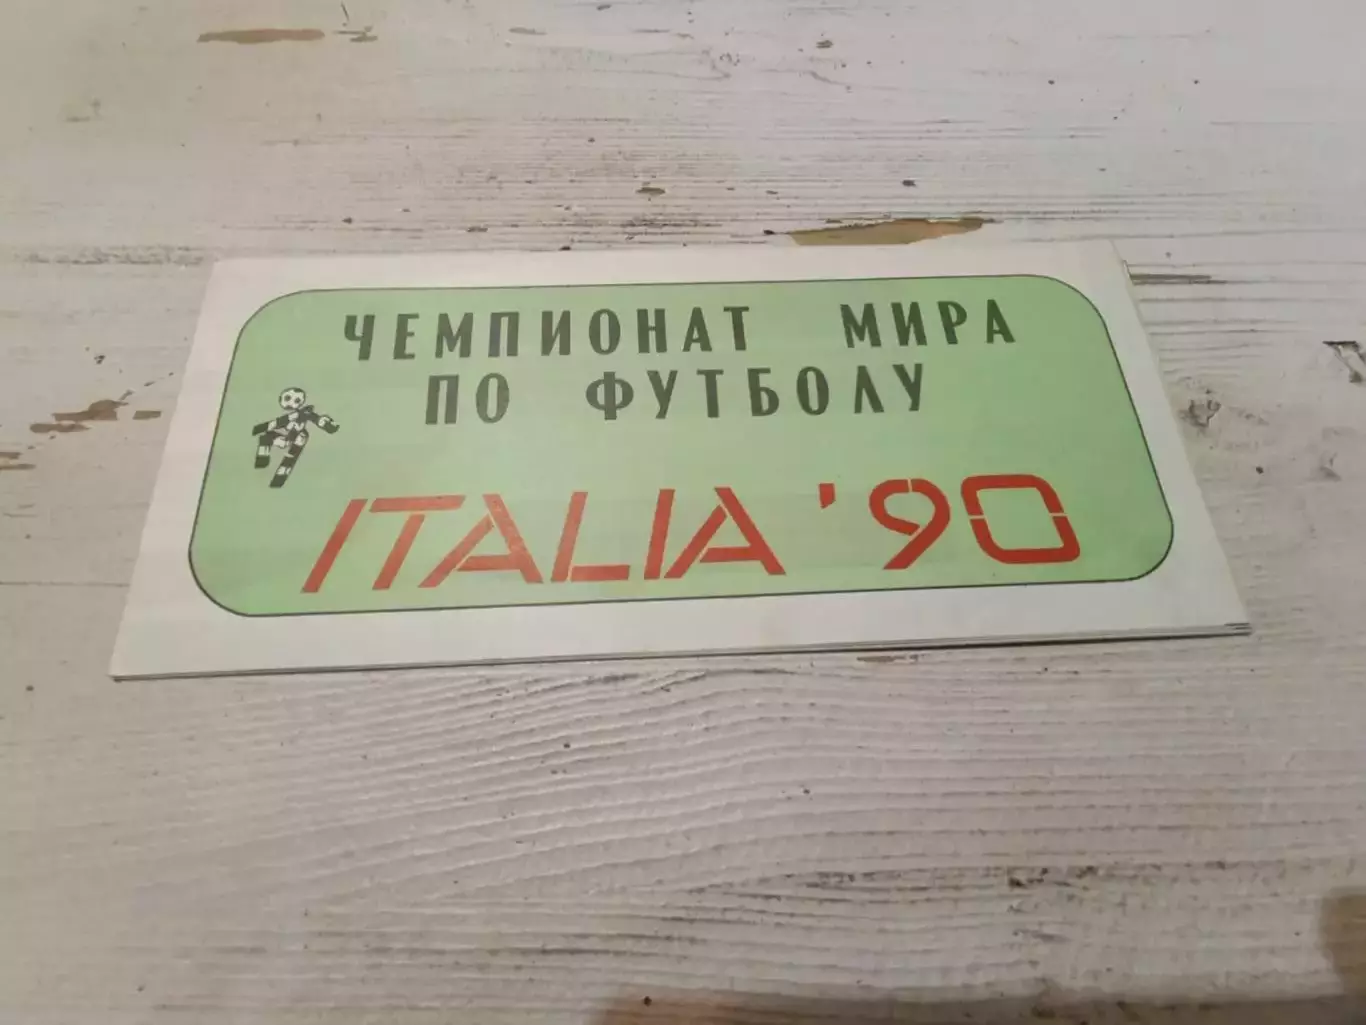 ЧЕМПИОНАТ МИРА
ПО ФУТБОЛУ
ITALIA '90